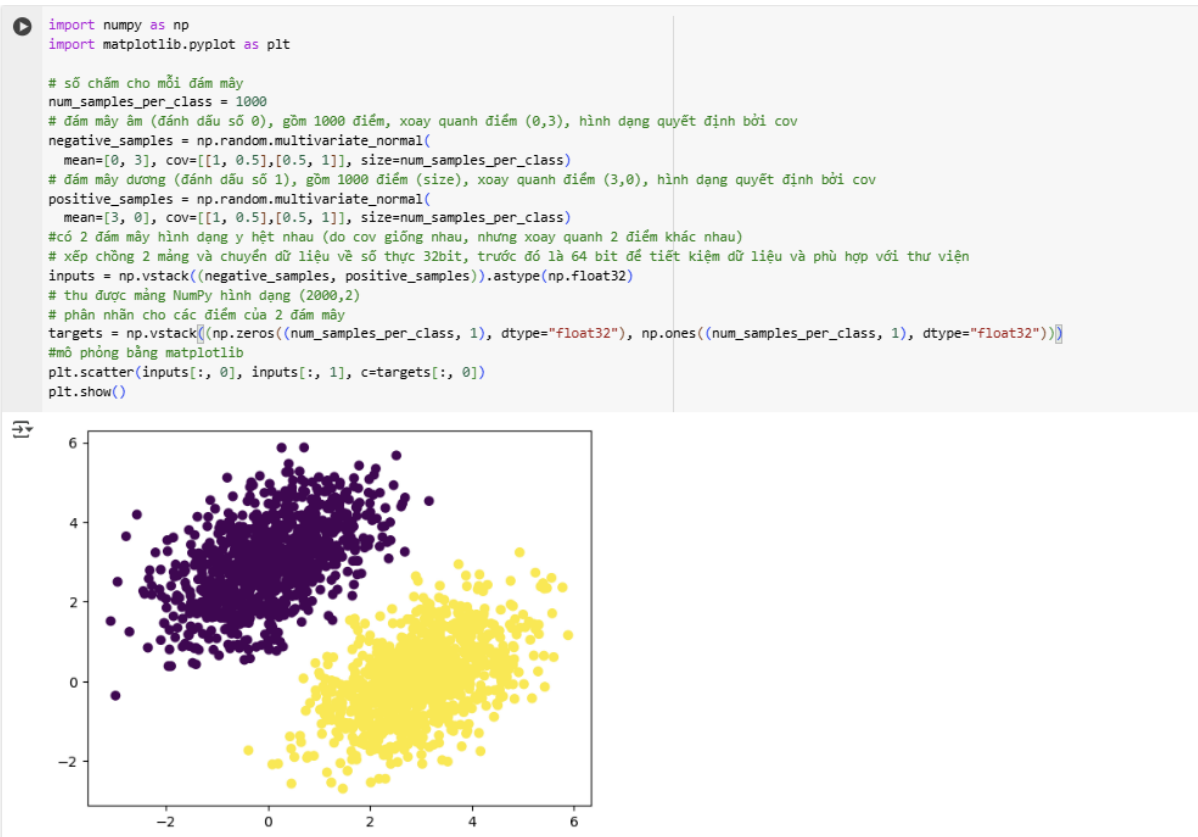 import numpy as np
import matplotlib.pyplot as plt
# số chấm cho mỗi đám mây
num_samples_per_class = 1000
# đám mây âm (đánh dấu số 0), gồm 1000 điểm, xoay quanh điểm (0,3), hình dạng quyết định bởi cov
negative_samples = np.random.multivariate_normal(
mean=[0, 3], cov=[[1, 0.5],[0.5, 1]], size=num_samples_per_class)
# đám mây dương (đánh dấu số 1), gồm 1000 điểm (size), xoay quanh điểm (3,0), hình dạng quyết định bởi cov
positive_samples = np.random.multivariate_normal(
mean=[3, 0], cov=[[1, 0.5],[0.5, 1]], size=num_samples_per_class)
#có 2 đám mây hình dạng y hệt nhau (do cov giống nhau, nhưng xoay quanh 2 điểm khác nhau)
# xếp chồng 2 mảng và chuyển dữ liệu về số thực 32bit, trước đó là 64 bit để tiết kiệm dữ liệu và phù hợp với thư viện
inputs = np.vstack((negative_samples, positive_samples)).astype(np.float32)
# thu được mảng NumPy hình dạng (2000,2)
# phân nhãn cho các điểm của 2 đám mây
targets = np.vstack((np.zeros((num_samples_per_class, 1), dtype="float32"), np.ones((num_samples_per_class, 1), dtype="float32")))
#mô phỏng bằng matplotlib
plt.scatter(inputs[:, 0], inputs[:, 1], c=targets[:, 0])
plt.show()
6
4
2
0
−2
−2 0 2 4 6